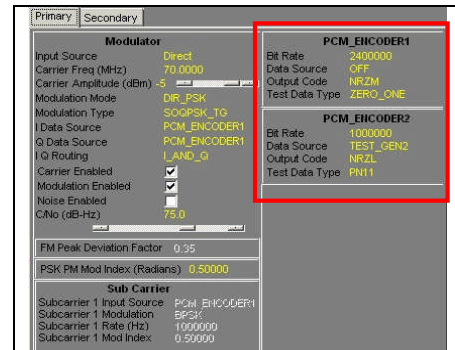 Primary Secondary
Modulator
Input Source Direct
Carrier Freq (MHz) 70.0000
Carrier Amplitude (dBm) -5
Modulation Mode DIR_PSK
Modulation Type SOQPSK_TG
I Data Source PCM_ENCODER1
Q Data Source PCM_ENCODER1
I Q Routing I_AND_Q
Carrier Enabled
Modulation Enabled
Noise Enabled
C/No (dB-Hz) 75.0
FM Peak Deviation Factor 0.35
PSK PM Mod Index (Radians) 0.50000
Sub Carrier
Subcarrier 1 Input Source PCM_ENCODER1
Subcarrier 1 Modulation BPSK
Subcarrier 1 Rate (Hz) 1000000
Subcarrier 1 Mod Index 0.50000
PCM_ENCODER1
Bit Rate 2400000
Data Source OFF
Output Code NRZM
Test Data Type ZERO_ONE
PCM_ENCODER2
Bit Rate 1000000
Data Source TEST_GEN2
Output Code NRZL
Test Data Type PN11